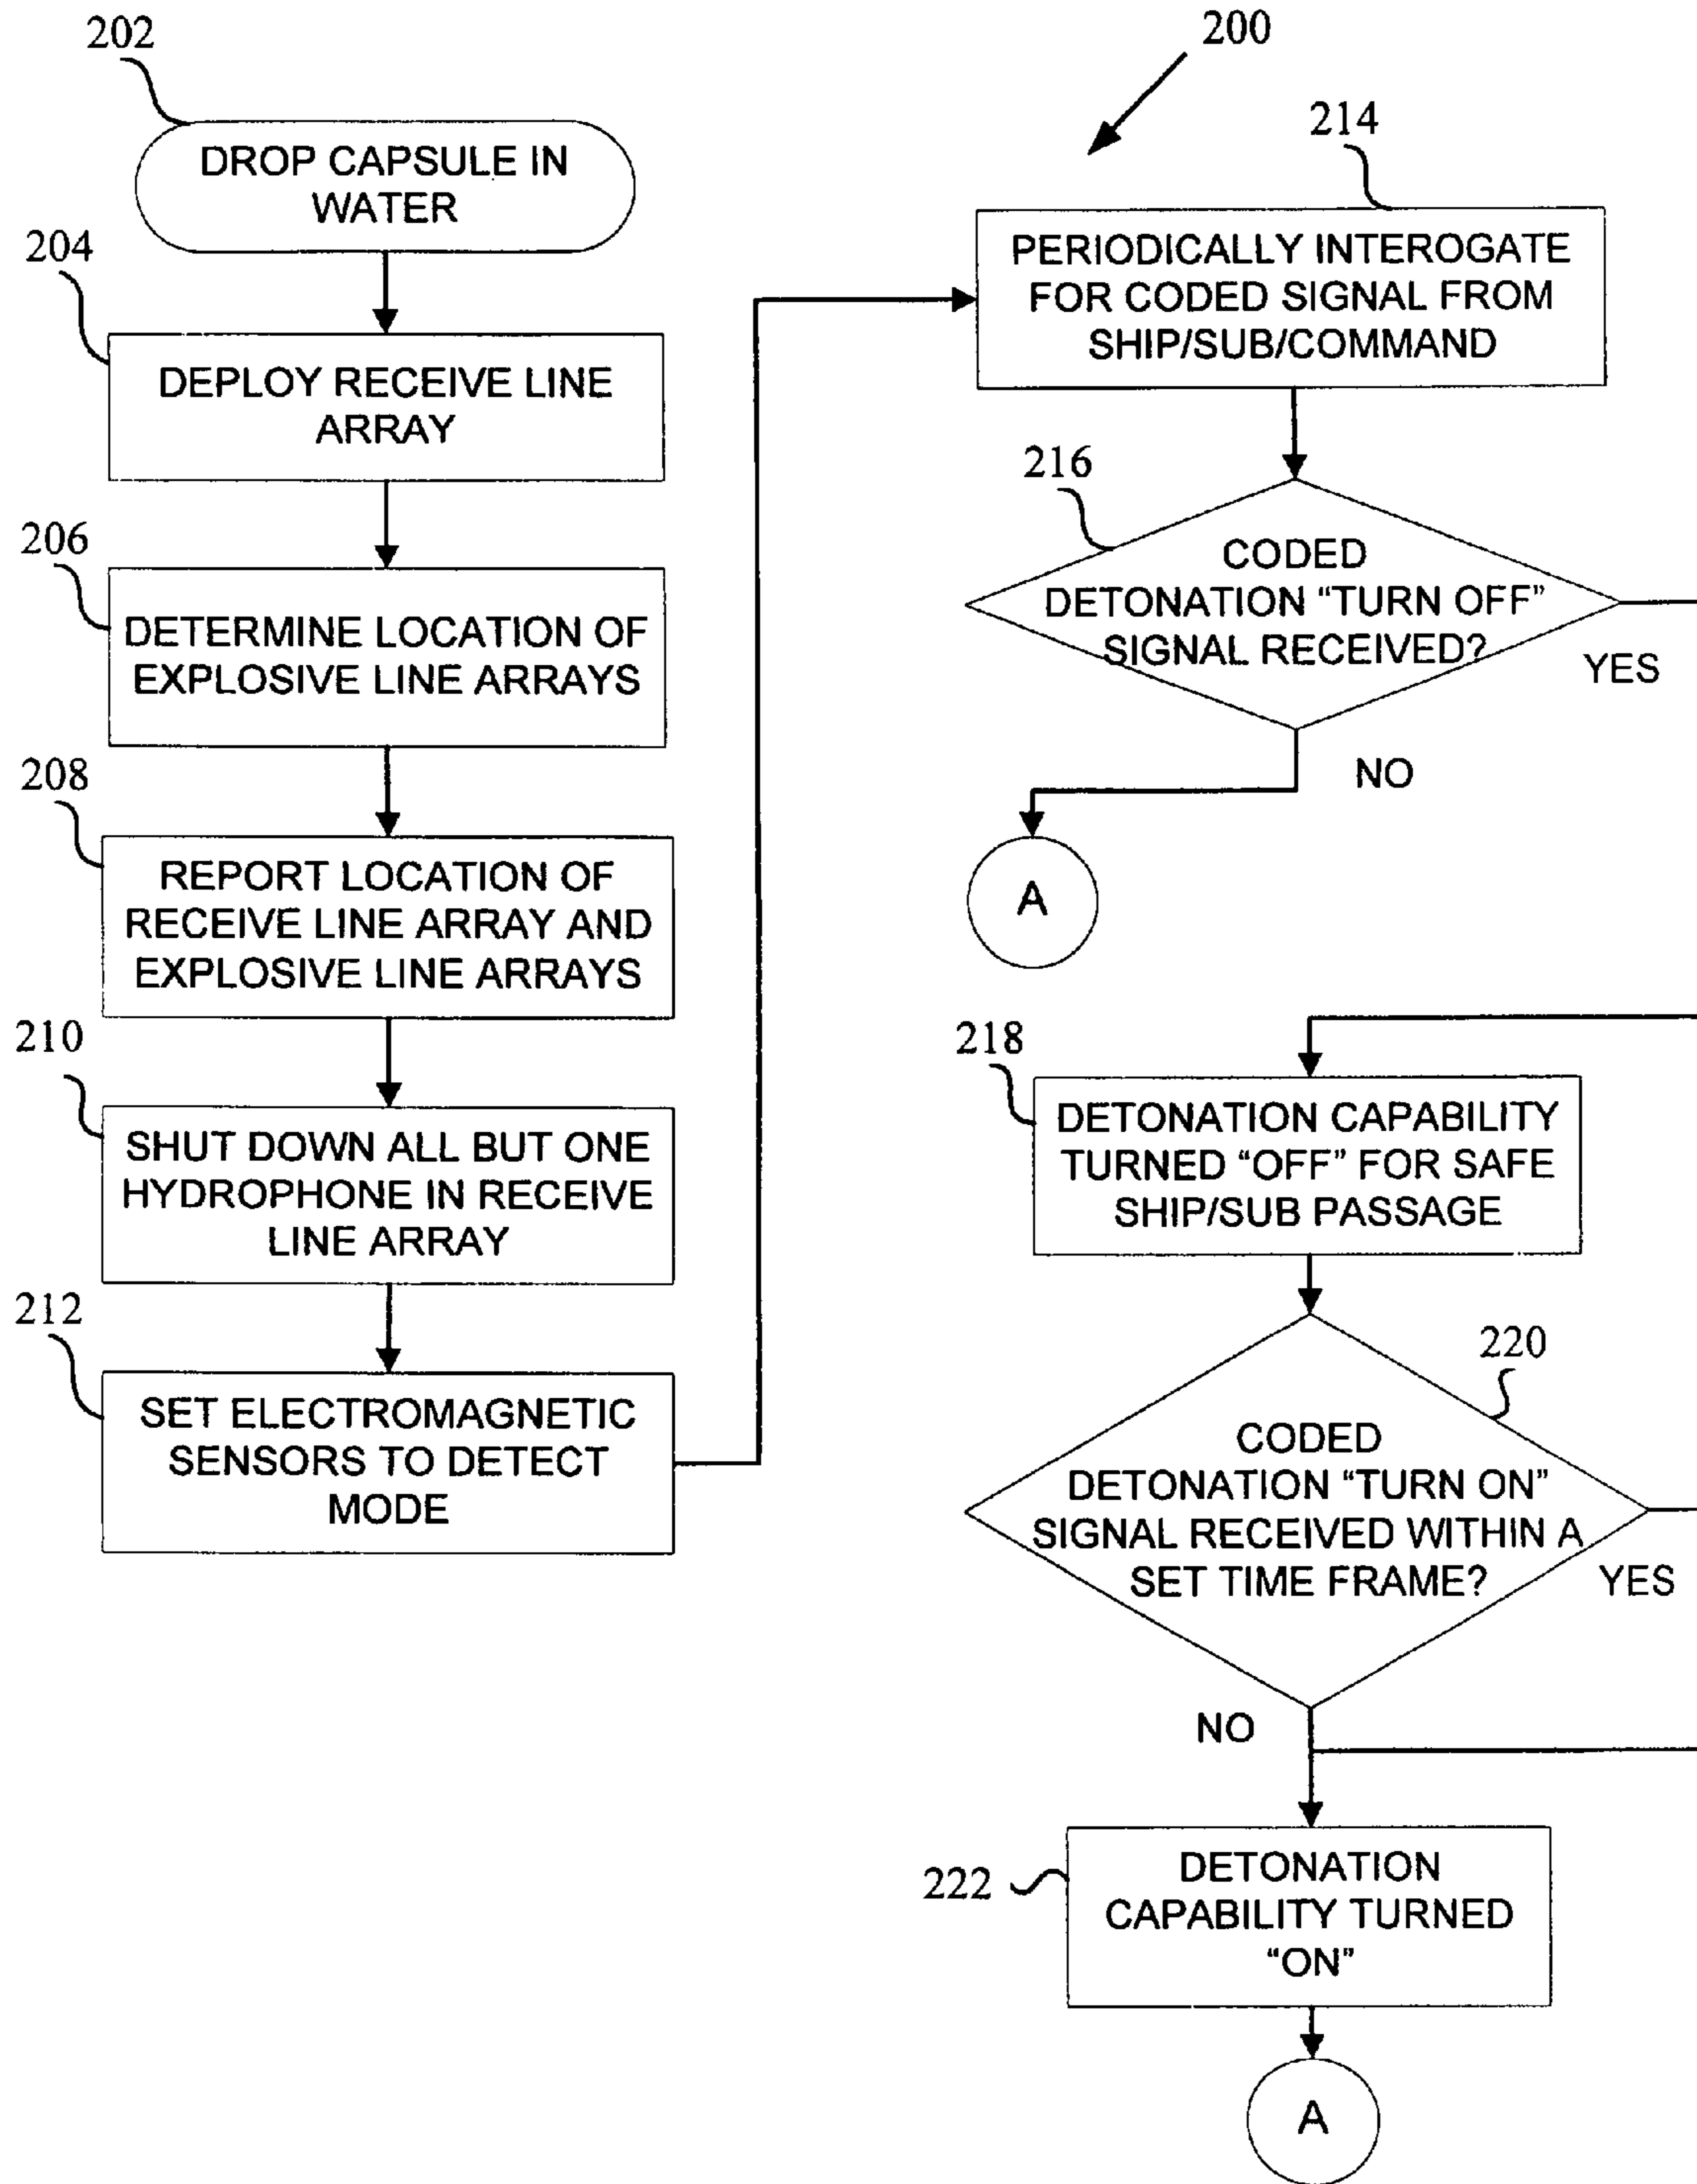 202
DROP CAPSULE IN
WATER
204
DEPLOY RECEIVE LINE
ARRAY
206
DETERMINE LOCATION OF
EXPLOSIVE LINE ARRAYS
208
REPORT LOCATION OF
RECEIVE LINE ARRAY AND
EXPLOSIVE LINE ARRAYS
210
SHUT DOWN ALL BUT ONE
HYDROPHONE IN RECEIVE
LINE ARRAY
212
SET ELECTROMAGNETIC
SENSORS TO DETECT
MODE
200
214
PERIODICALLY INTEROGATE
FOR CODED SIGNAL FROM
SHIP/SUB/COMMAND
216
CODED
DETONATION “TURN OFF”
SIGNAL RECEIVED?
YES
NO
A
218
DETONATION CAPABILITY
TURNED “OFF” FOR SAFE
SHIP/SUB PASSAGE
220
CODED
DETONATION “TURN ON”
SIGNAL RECEIVED WITHIN A
SET TIME FRAME?
YES
NO
222
DETONATION
CAPABILITY TURNED
“ON”
A